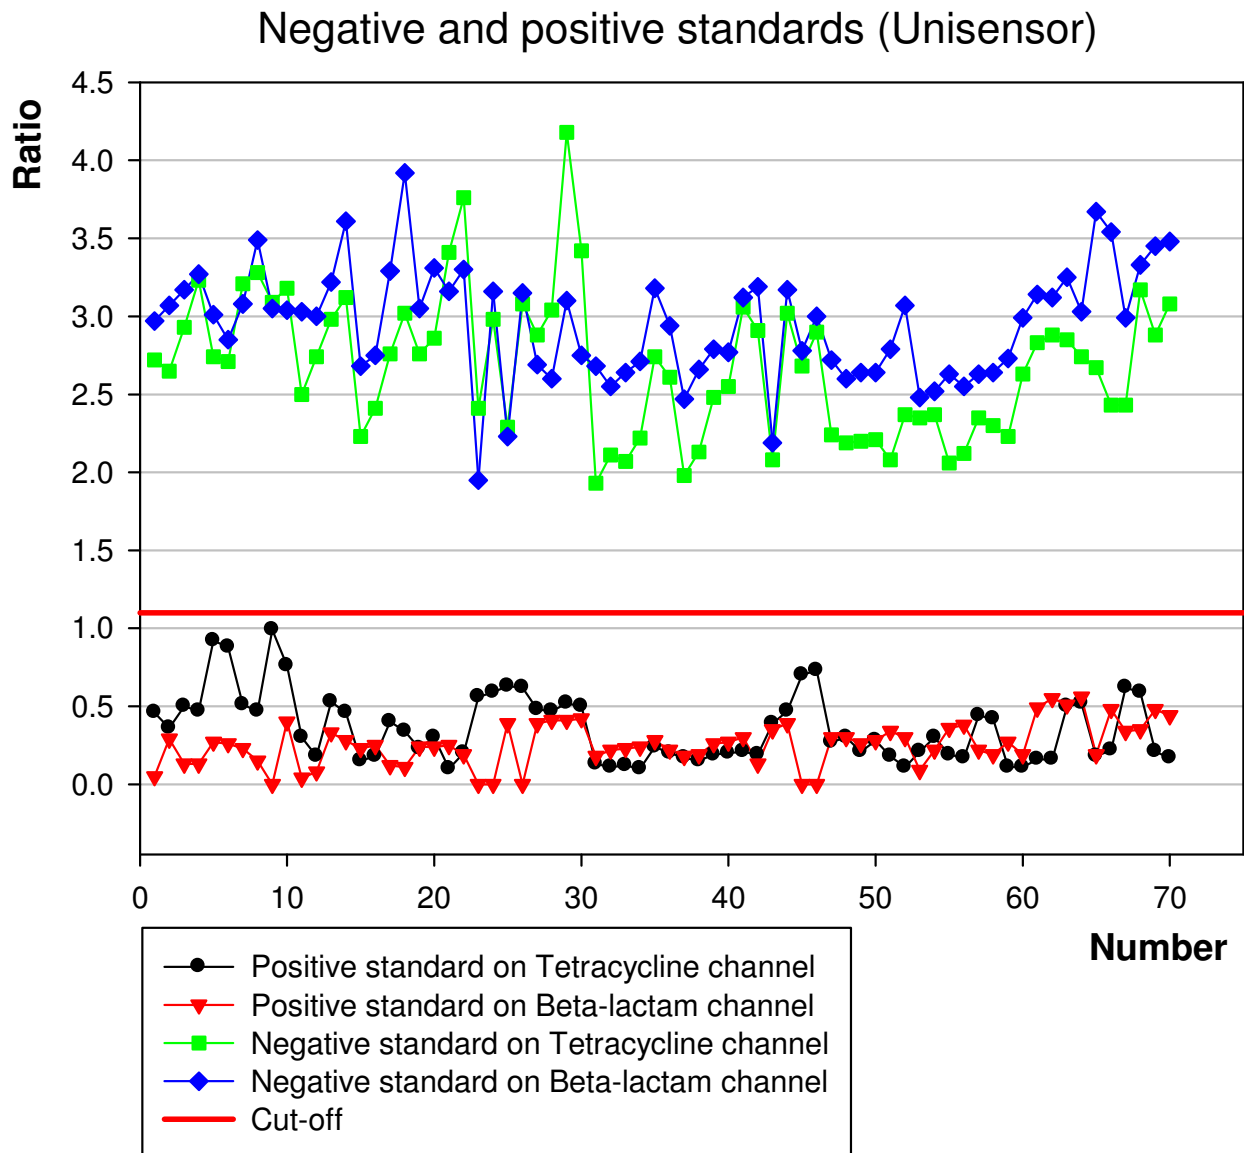 Negative and positive standards (Unisensor)
Ratio
4.5
4.0
3.5
3.0
2.5
2.0
1.5
1.0
0.5
0.0
0 10 20 30 40 50 60 70
Number
Positive standard on Tetracycline channel
Positive standard on Beta-lactam channel
Negative standard on Tetracycline channel
Negative standard on Beta-lactam channel
Cut-off